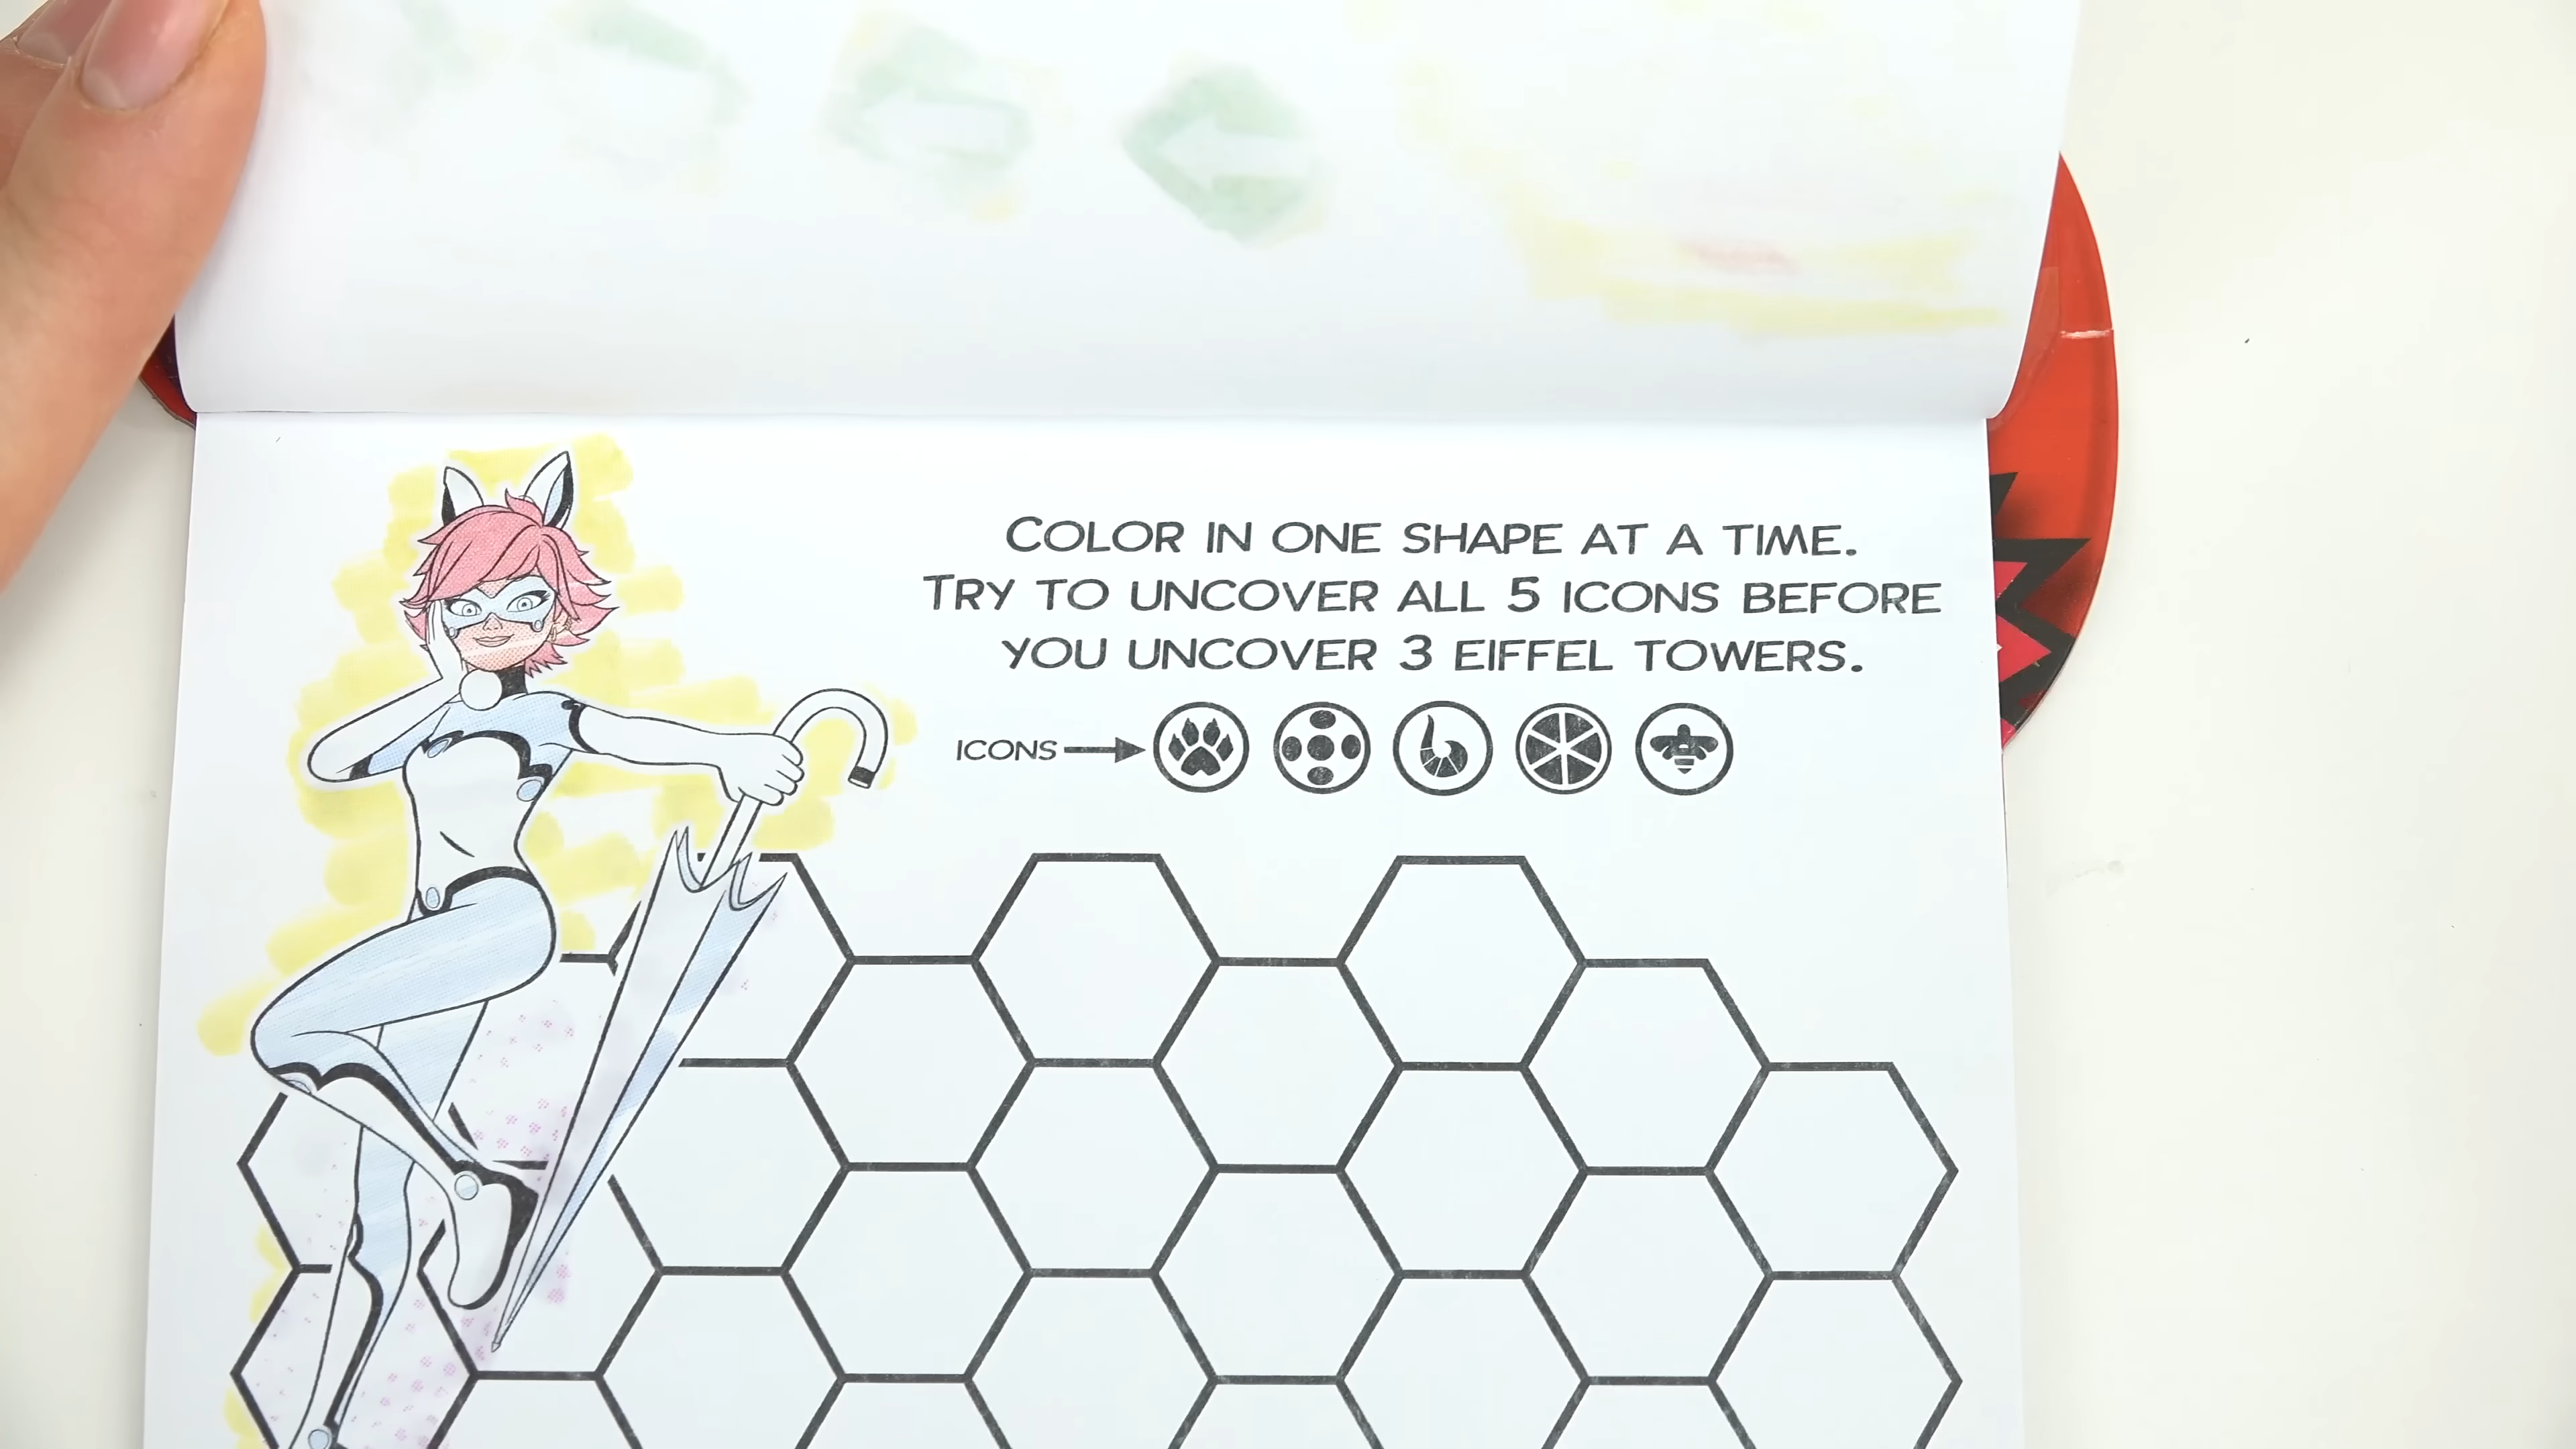 COLOR IN ONE SHAPE AT A TIME.
TRY TO UNCOVER ALL 5 ICONS BEFORE
YOU UNCOVER 3 EIFFEL TOWERS.
ICONS